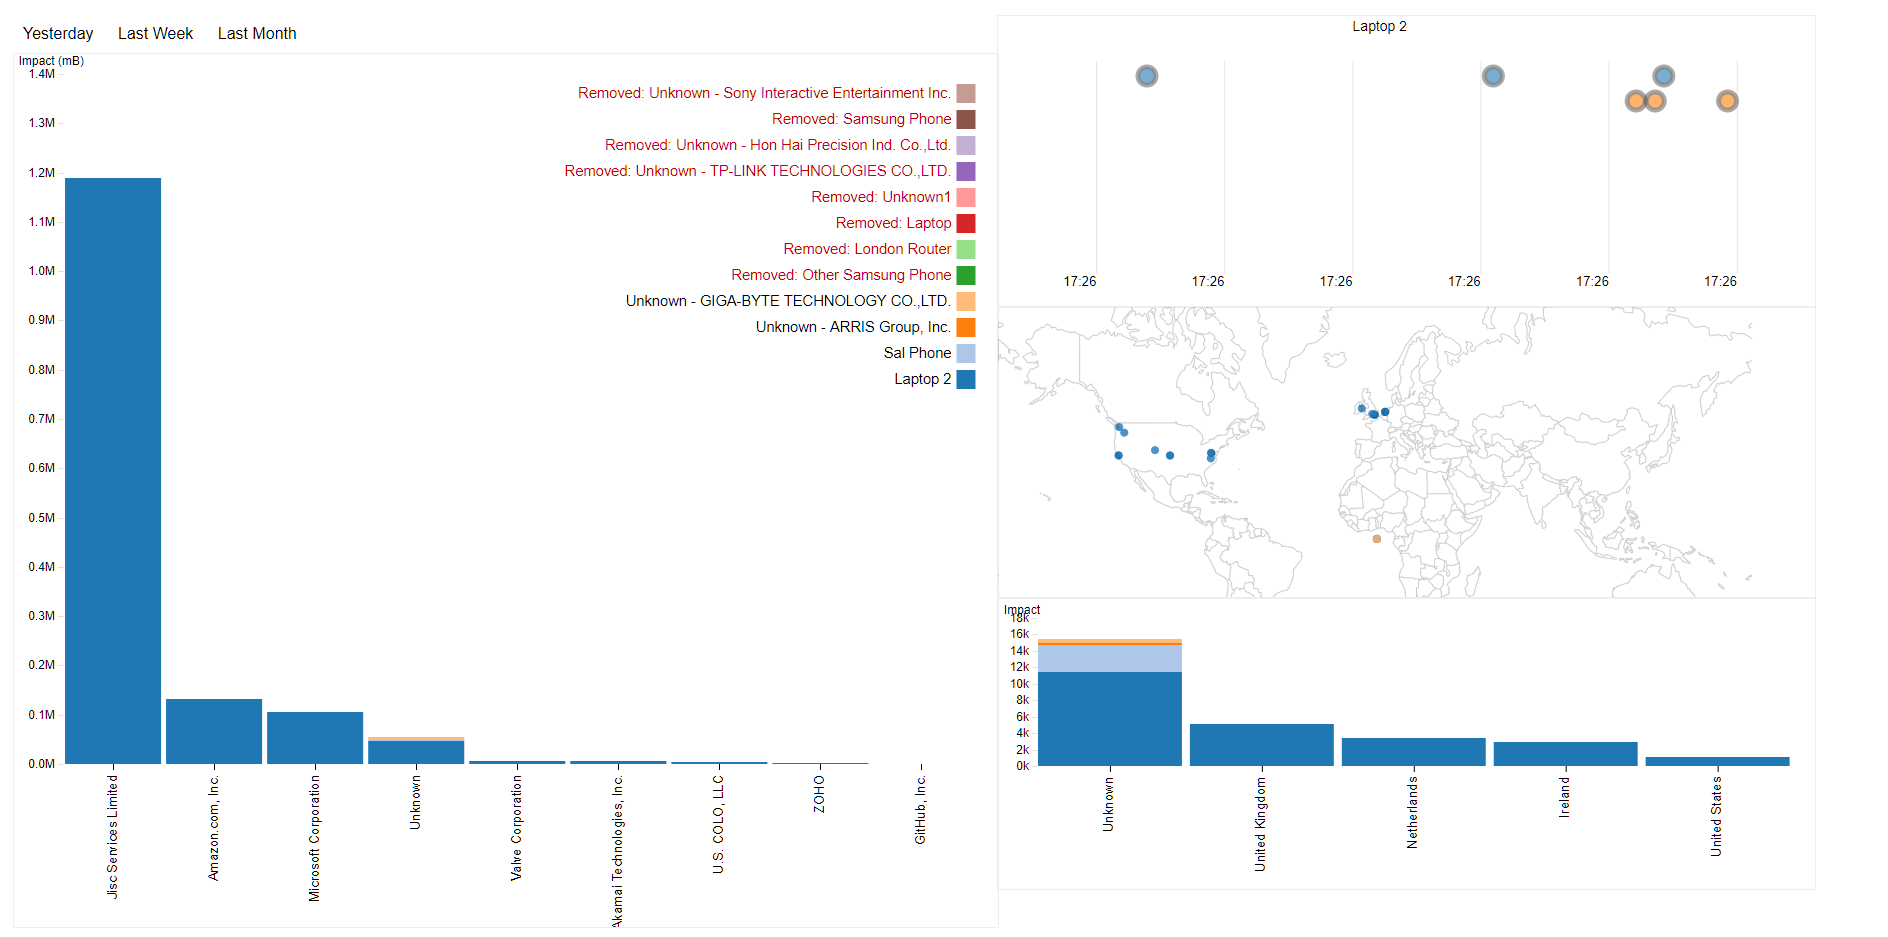 Yesterday Last Week Last Month
Impact (mB)
1.4M
1.3M
1.2M
1.1M
1.0M
0.9M
0.8M
0.7M
0.6M
0.5M
0.4M
0.3M
0.2M
0.1M
0.0M
Removed: Unknown - Sony Interactive Entertainment Inc.
Removed: Samsung Phone
Removed: Unknown - Hon Hai Precision Ind. Co.,Ltd.
Removed: Unknown - TP-LINK TECHNOLOGIES CO.,LTD.
Removed: Unknown1
Removed: Laptop
Removed: London Router
Removed: Other Samsung Phone
Unknown - GIGA-BYTE TECHNOLOGY CO.,LTD.
Unknown - ARRIS Group, Inc.
Sal Phone
Laptop 2
Jisc Services Limited
Amazon.com, Inc.
Microsoft Corporation
Unknown
Valve Corporation
Akamai Technologies, Inc.
U.S. COLO, LLC
ZOHO
GitHub, Inc.
Laptop 2
17:26 17:26 17:26 17:26 17:26 17:26
Impact
18k
16k
14k
12k
10k
8k
6k
4k
2k
0k
Unknown
United Kingdom
Netherlands
Ireland
United States